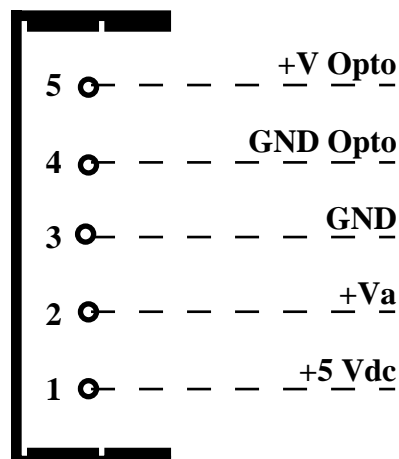 5 +V Opto
4 GND Opto
3 GND
2 +Va
1 +5 Vdc